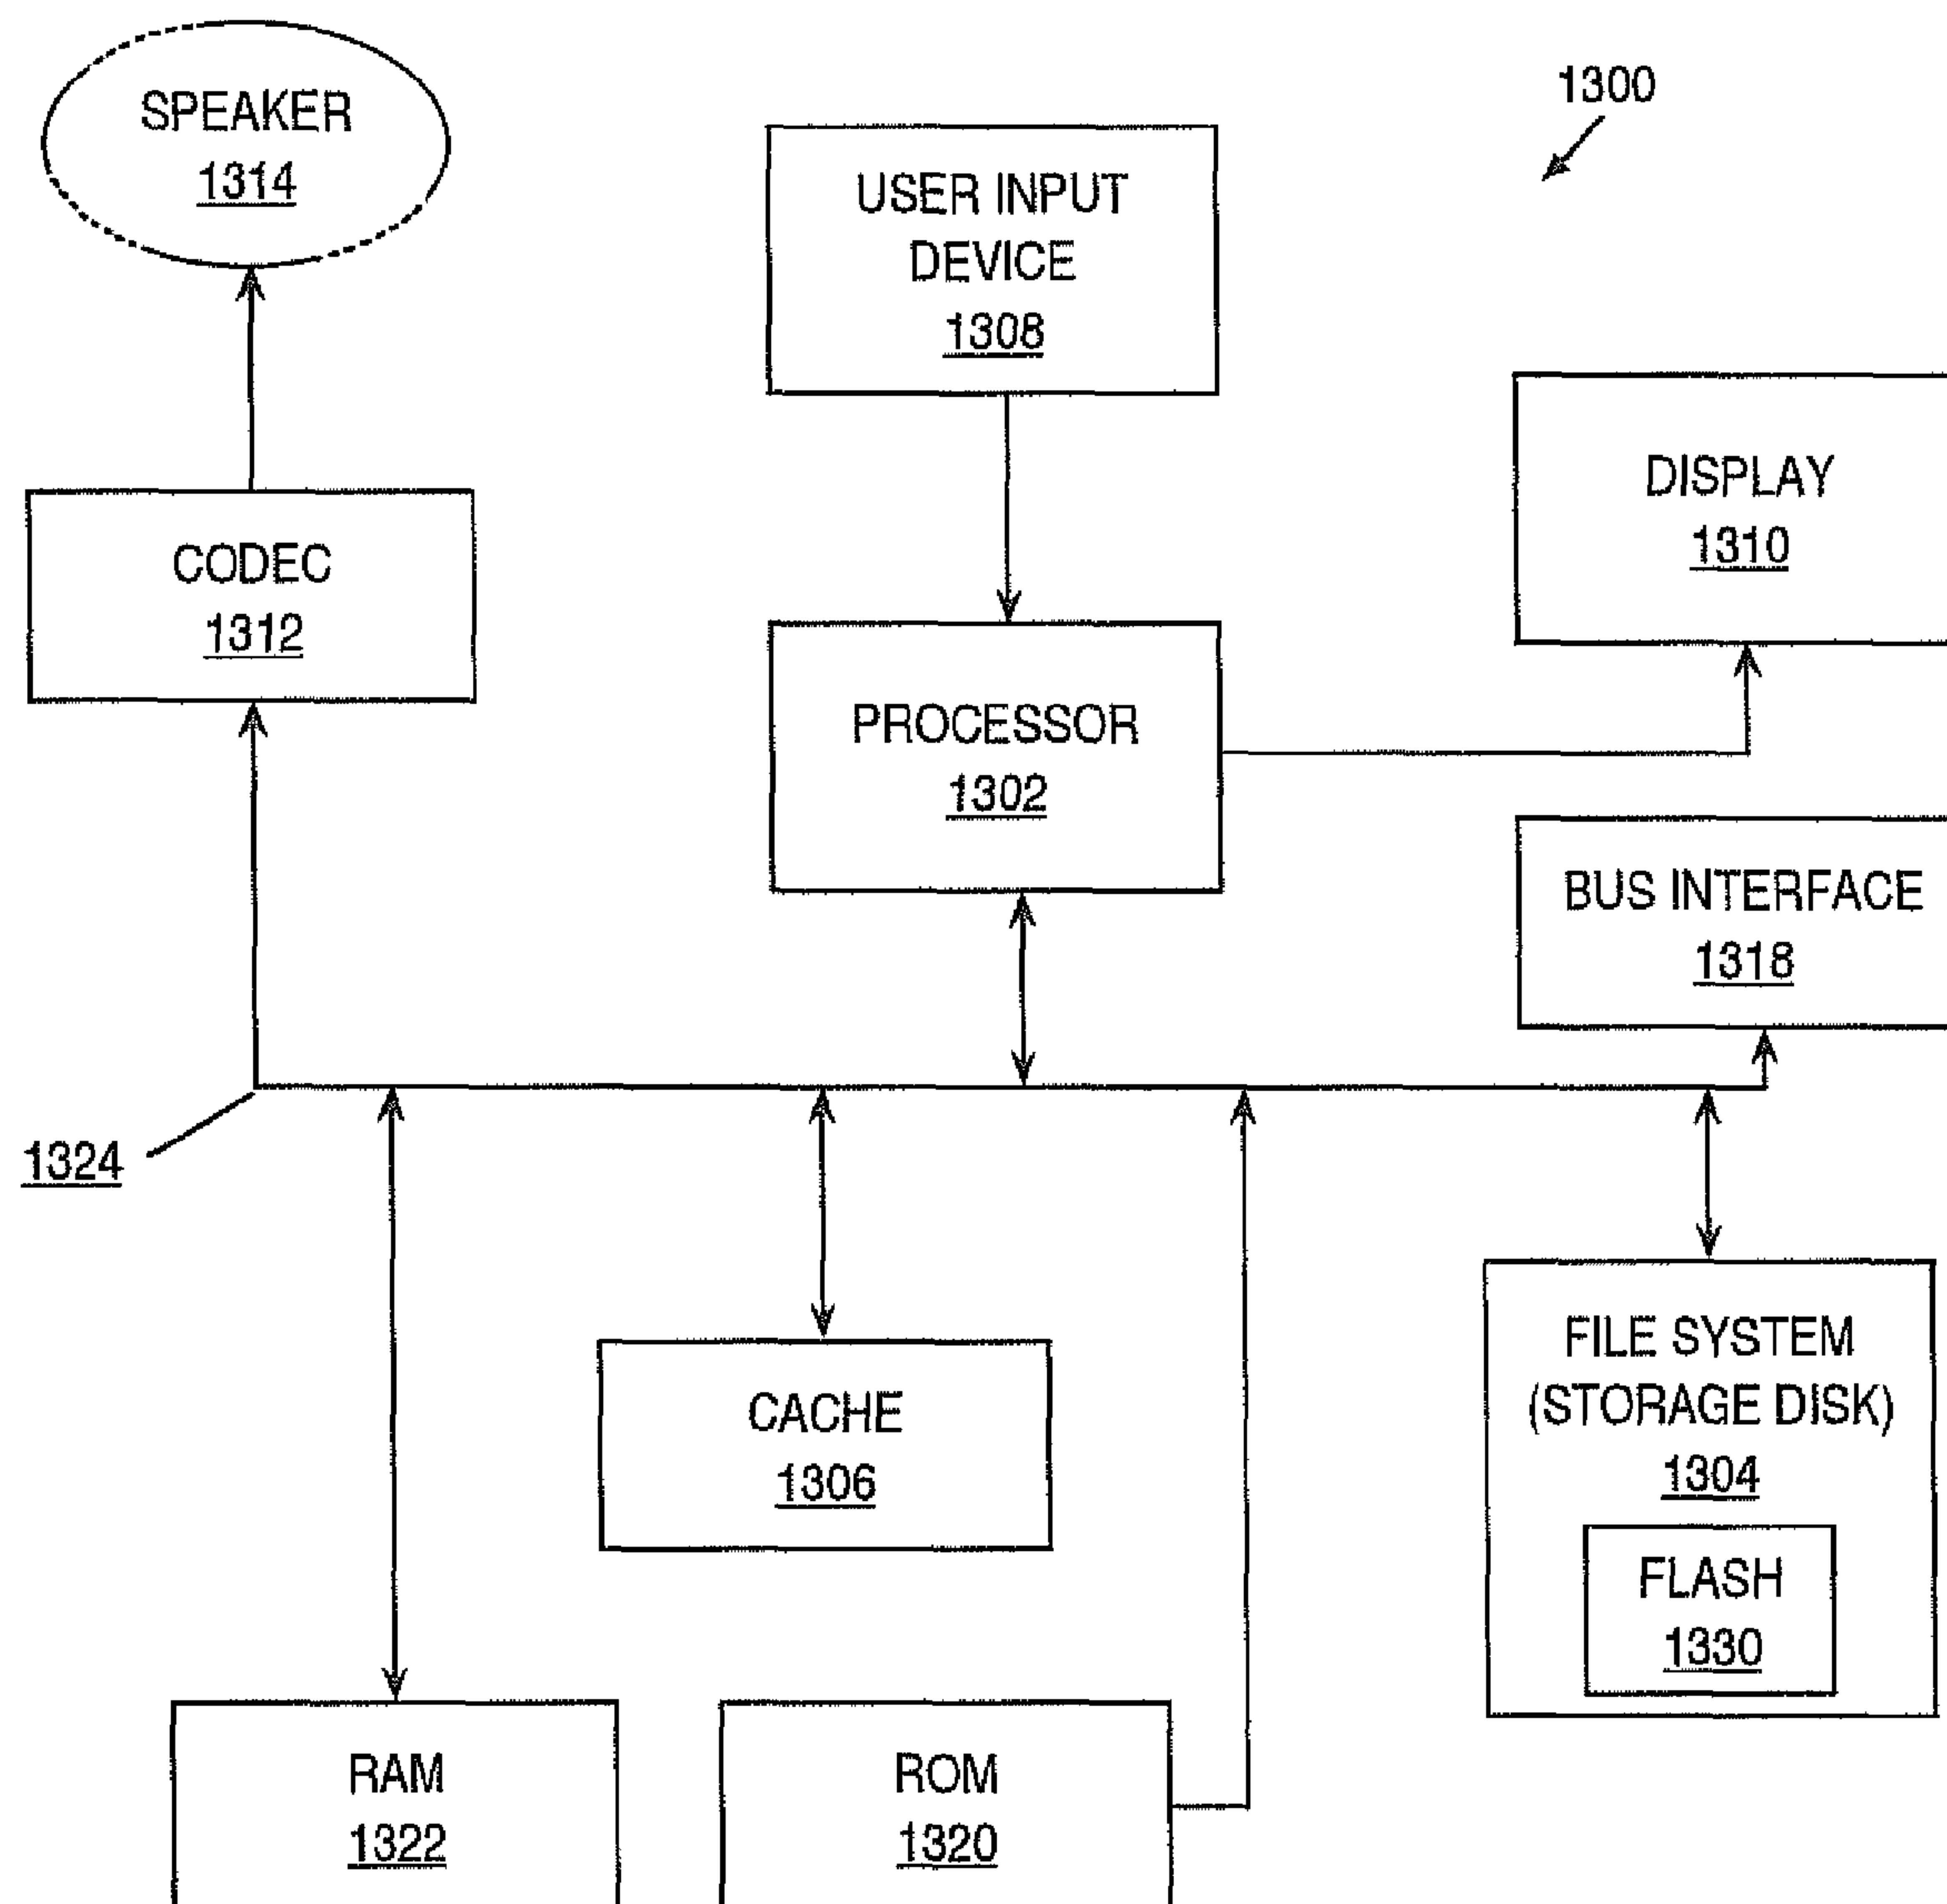 SPEAKER
1314
1300
USER INPUT
DEVICE
1308
DISPLAY
1310
CODEC
1312
PROCESSOR
1302
BUS INTERFACE
1318
1324
FILE SYSTEM
(STORAGE DISK)
1304
CACHE
1306
FLASH
1330
RAM
1322
ROM
1320